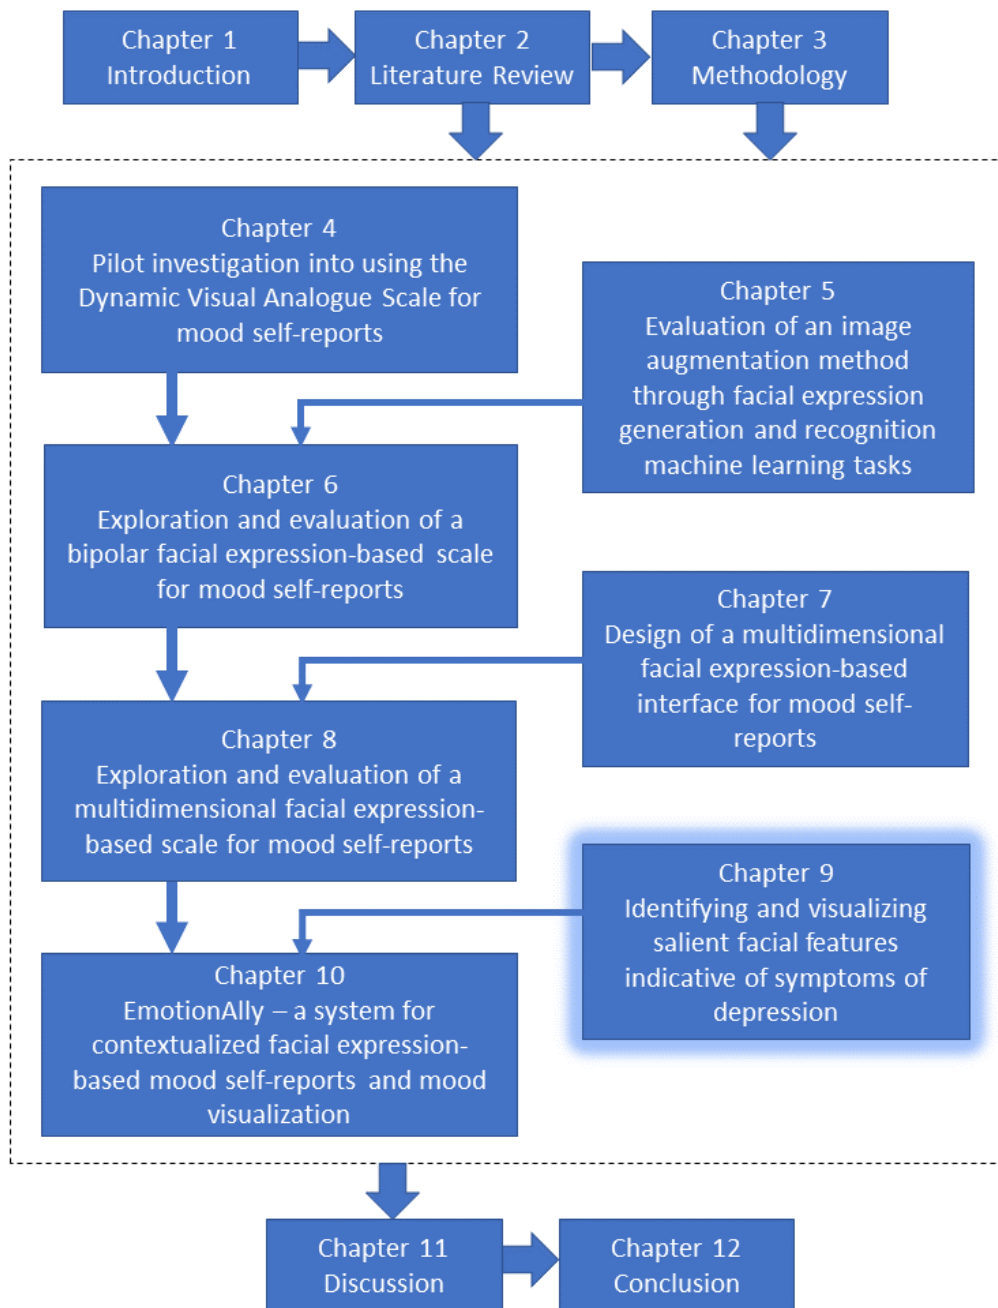 Chapter 1
Introduction
Chapter 2
Literature Review
Chapter 3
Methodology
Chapter 4
Pilot investigation into using the
Dynamic Visual Analogue Scale for
mood self-reports
Chapter 5
Evaluation of an image
augmentation method
through facial expression
generation and recognition
machine learning tasks
Chapter 6
Exploration and evaluation of a
bipolar facial expression-based scale
for mood self-reports
Chapter 7
Design of a multidimensional
facial expression-based
interface for mood self-
reports
Chapter 8
Exploration and evaluation of a
multidimensional facial expression-
based scale for mood self-reports
Chapter 9
Identifying and visualizing
salient facial features
indicative of symptoms of
depression
Chapter 10
EmotionAlly – a system for
contextualized facial expression-
based mood self-reports and mood
visualization
Chapter 11
Discussion
Chapter 12
Conclusion